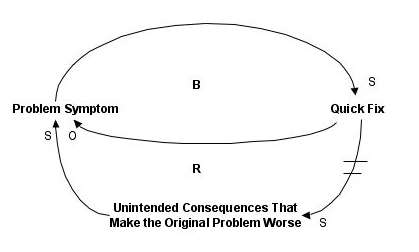 S
B
Problem Symptom
Quick Fix
S O
R
Unintended Consequences That
Make the Original Problem Worse
S